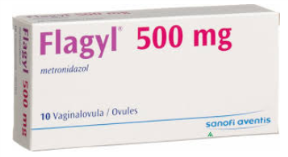 Flagyl® 500 mg
metronidazol
10 Vaginalovula / Ovules
sanofi aventis
Flagyl®
500 mg